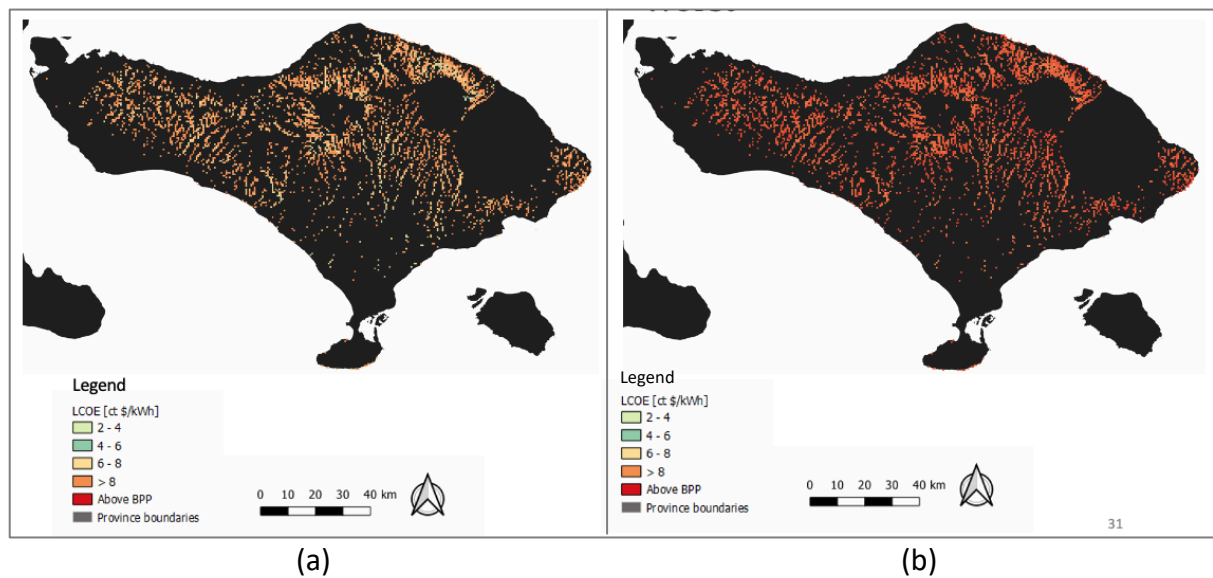 Legend
LCOE [ct $/kWh]
2 - 4
4 - 6
6 - 8
> 8
Above BPP
Province boundaries
0 10 20 30 40 km
Legend
LCOE [ct $/kWh]
2 - 4
4 - 6
6 - 8
> 8
Above BPP
Province boundaries
0 10 20 30 40 km
31
(a)
(b)